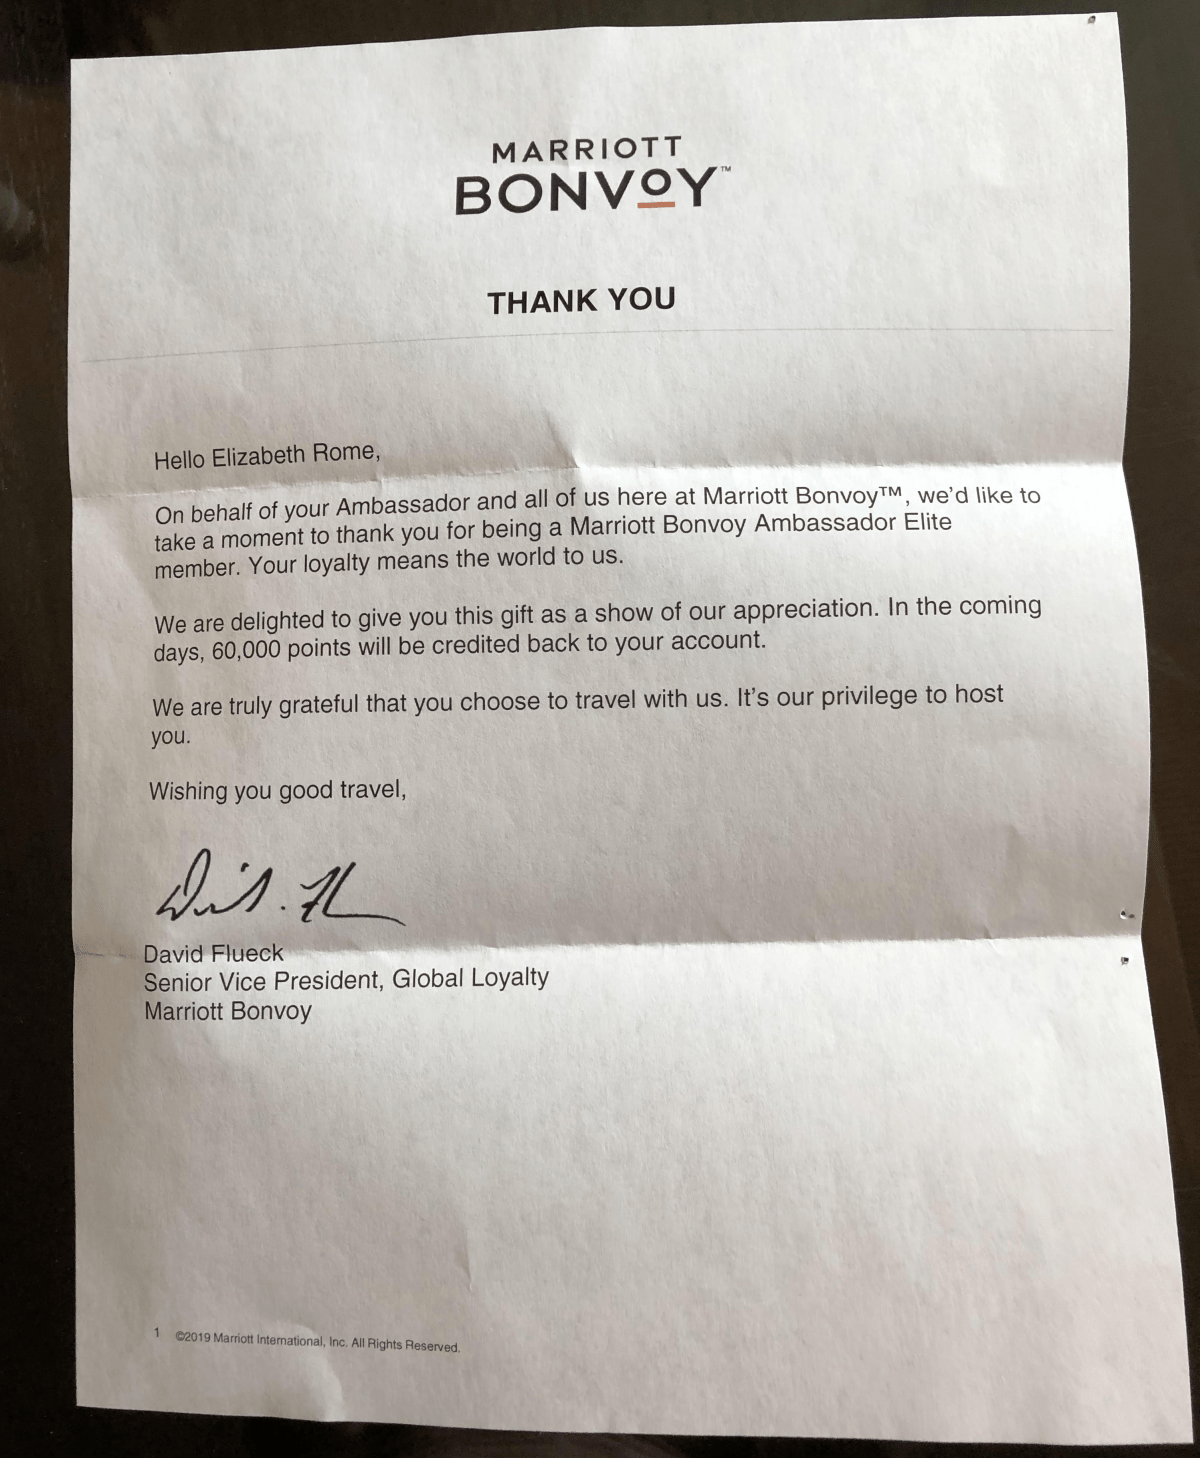 MARRIOTT
BONVOY™
THANK YOU
Hello Elizabeth Rome,
On behalf of your Ambassador and all of us here at Marriott Bonvoy™, we'd like to
take a moment to thank you for being a Marriott Bonvoy Ambassador Elite
member. Your loyalty means the world to us.
We are delighted to give you this gift as a show of our appreciation. In the coming
days, 60,000 points will be credited back to your account.
We are truly grateful that you choose to travel with us. It's our privilege to host
you.
Wishing you good travel,
David Flueck
Senior Vice President, Global Loyalty
Marriott Bonvoy
1 ©2019 Marriott International, Inc. All Rights Reserved.